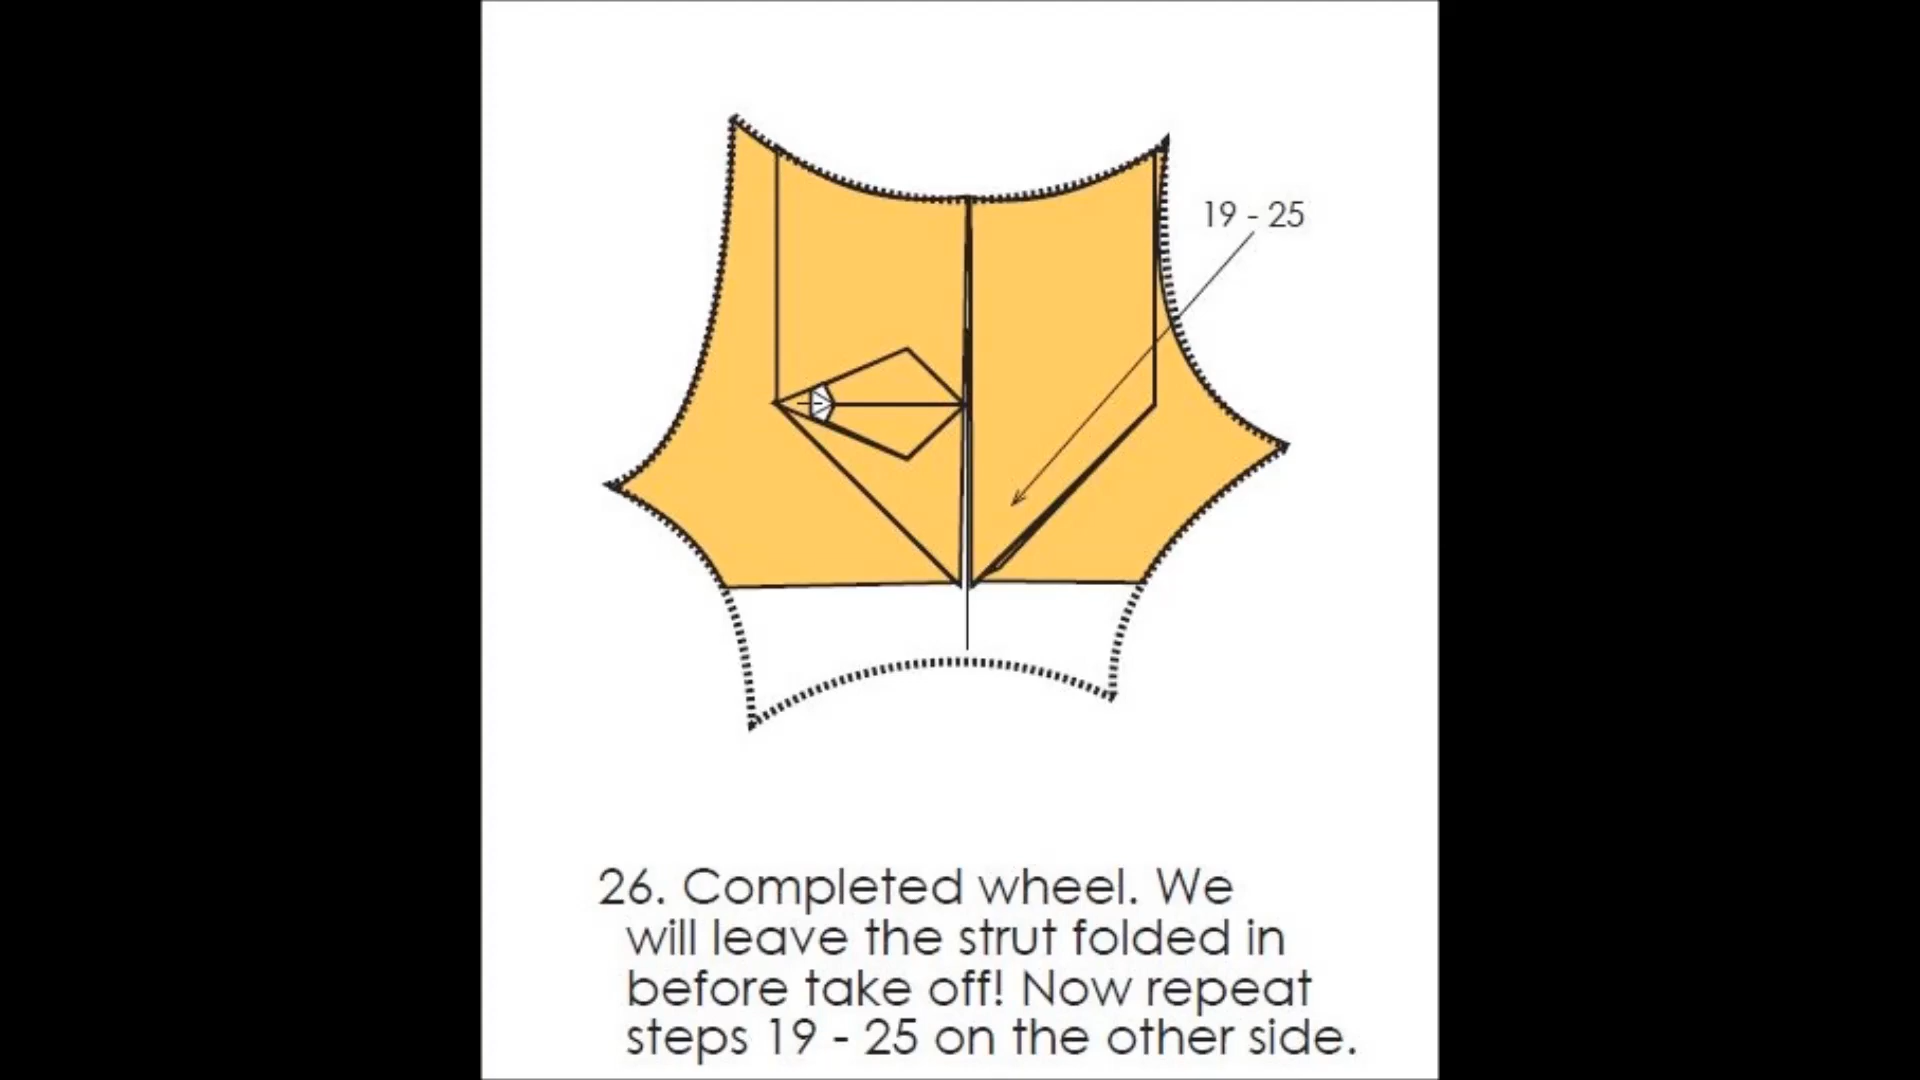 19 - 25
26. Completed wheel. We
will leave the strut folded in
before take off! Now repeat
steps 19 - 25 on the other side.